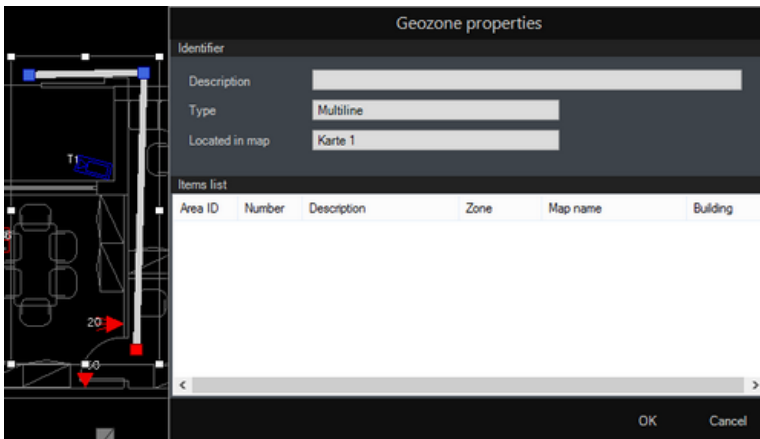 Geozone properties
Identifier
Description
Type Multiline
Located in map Karte 1
Items list
Area ID Number Description Zone Map name Building
OK Cancel
T1
20